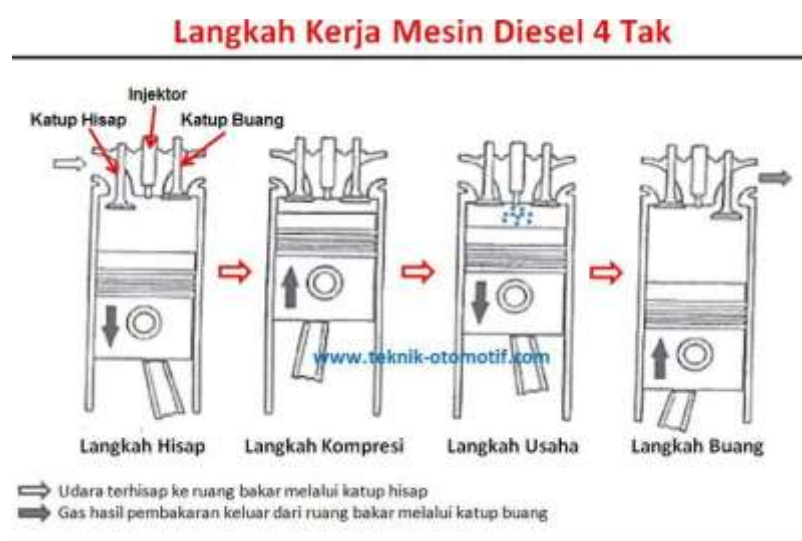 Langkah Kerja Mesin Diesel 4 Tak
Injektor
Katup Hisap
Katup Buang
www.teknik-otomotif.com
Langkah Hisap
Langkah Kompresi
Langkah Usaha
Langkah Buang
Udara terhisap ke ruang bakar melalui katup hisap
Gas hasil pembakaran keluar dari ruang bakar melalui katup buang